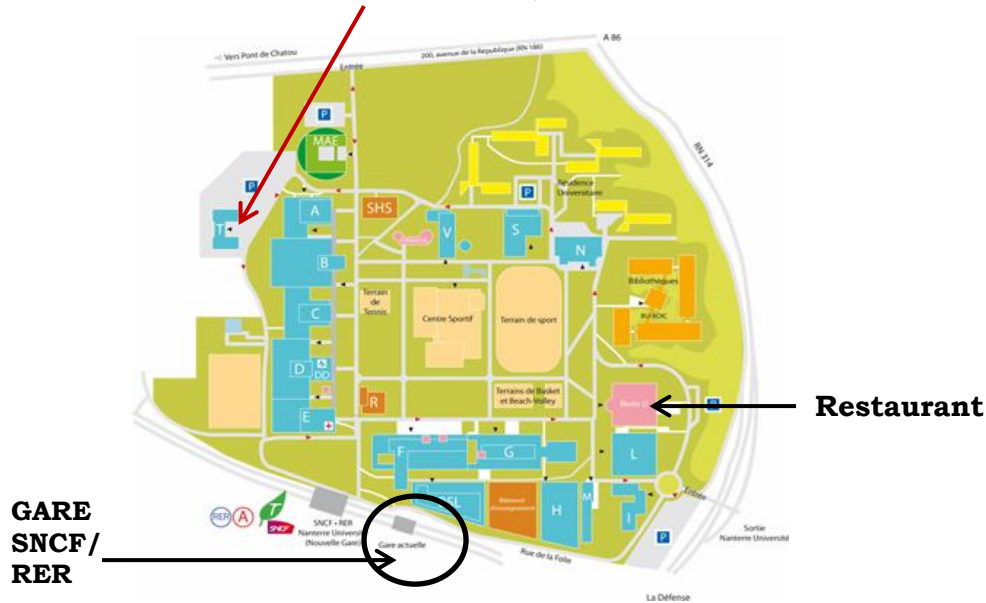 Vers Pont de Chatou
200, avenue de la République (RN 186)
A 86
Entrée
P
MAE
RN 314
P
P
Résidence
Universitaire
A
SHS
T
V
S
N
B
Bibliothèques
BU-BDIC
Terrain
de
Tennis
C
Centre Sportif
Terrain de sport
D
DD
R
Terrains de Basket
et Beach-Volley
Resto U
P
Restaurant
E
F
G
L
GARE
SNCF/
RER
RER
A
T
SNCF
SNCF • RER
Nanterre Université
(Nouvelle Gare)
Gare actuelle
BSL
Bâtiment
d'enseignement
H
M
I
Entrée
P
Sortie
Nanterre Université
Rue de la Folie
La Défense